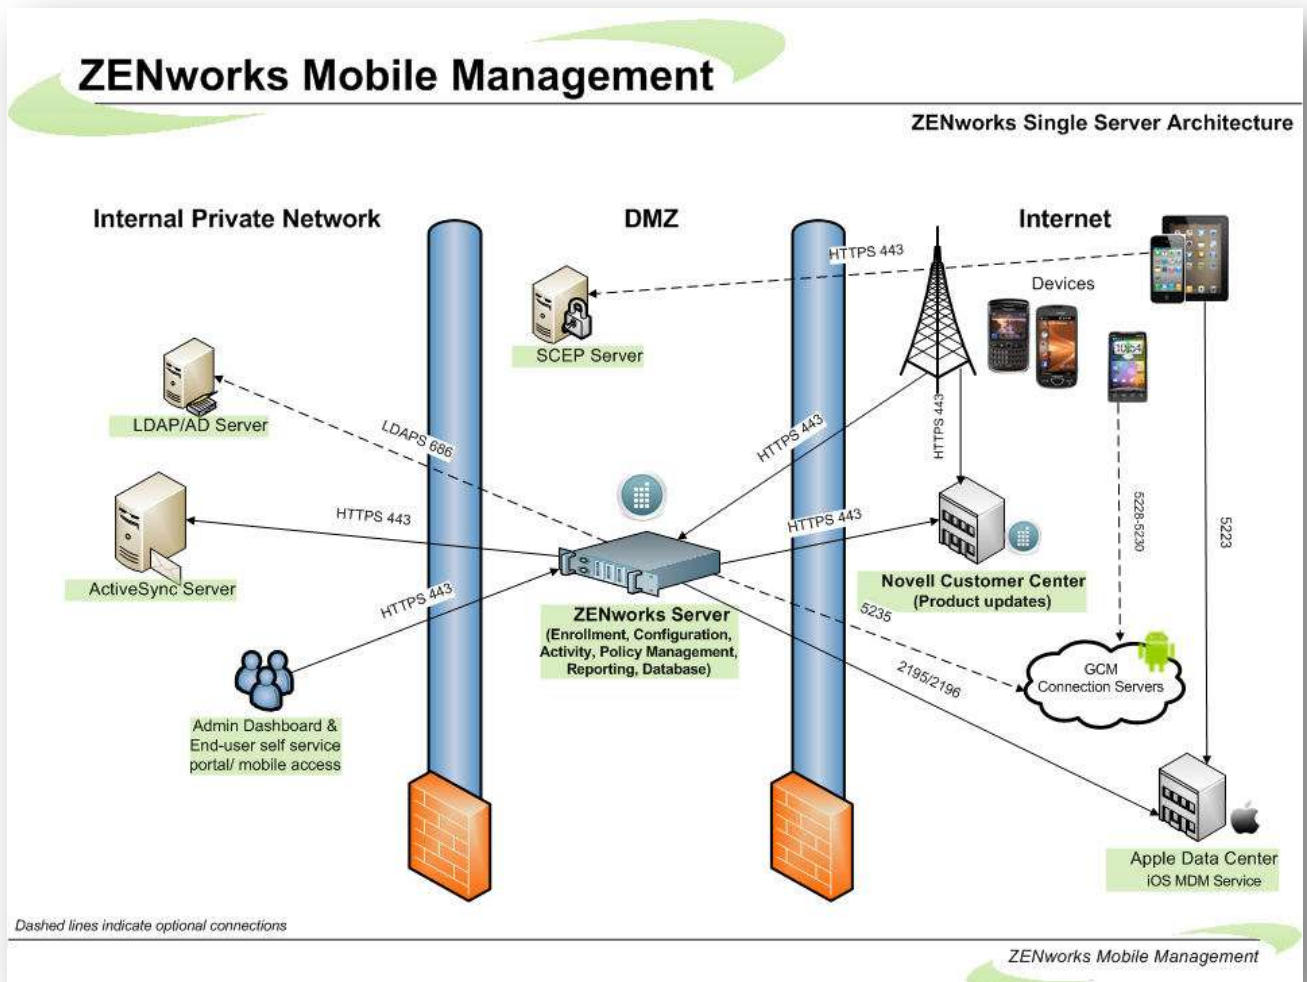 ZENworks Mobile Management
ZENworks Single Server Architecture
Internal Private Network
DMZ
Internet
HTTPS 443
Devices
SCEP Server
10:54
LDAP/AD Server
LDAPS 686
HTTPS 443
HTTPS 443
HTTPS 443
HTTPS 443
5228-5230
5223
ActiveSync Server
HTTPS 443
Novell Customer Center
(Product updates)
ZENworks Server
(Enrollment, Configuration,
Activity, Policy Management,
Reporting, Database)
5235
2195/2196
GCM
Connection Servers
Admin Dashboard &
End-user self service
portal/ mobile access
Apple Data Center
iOS MDM Service
Dashed lines indicate optional connections
ZENworks Mobile Management